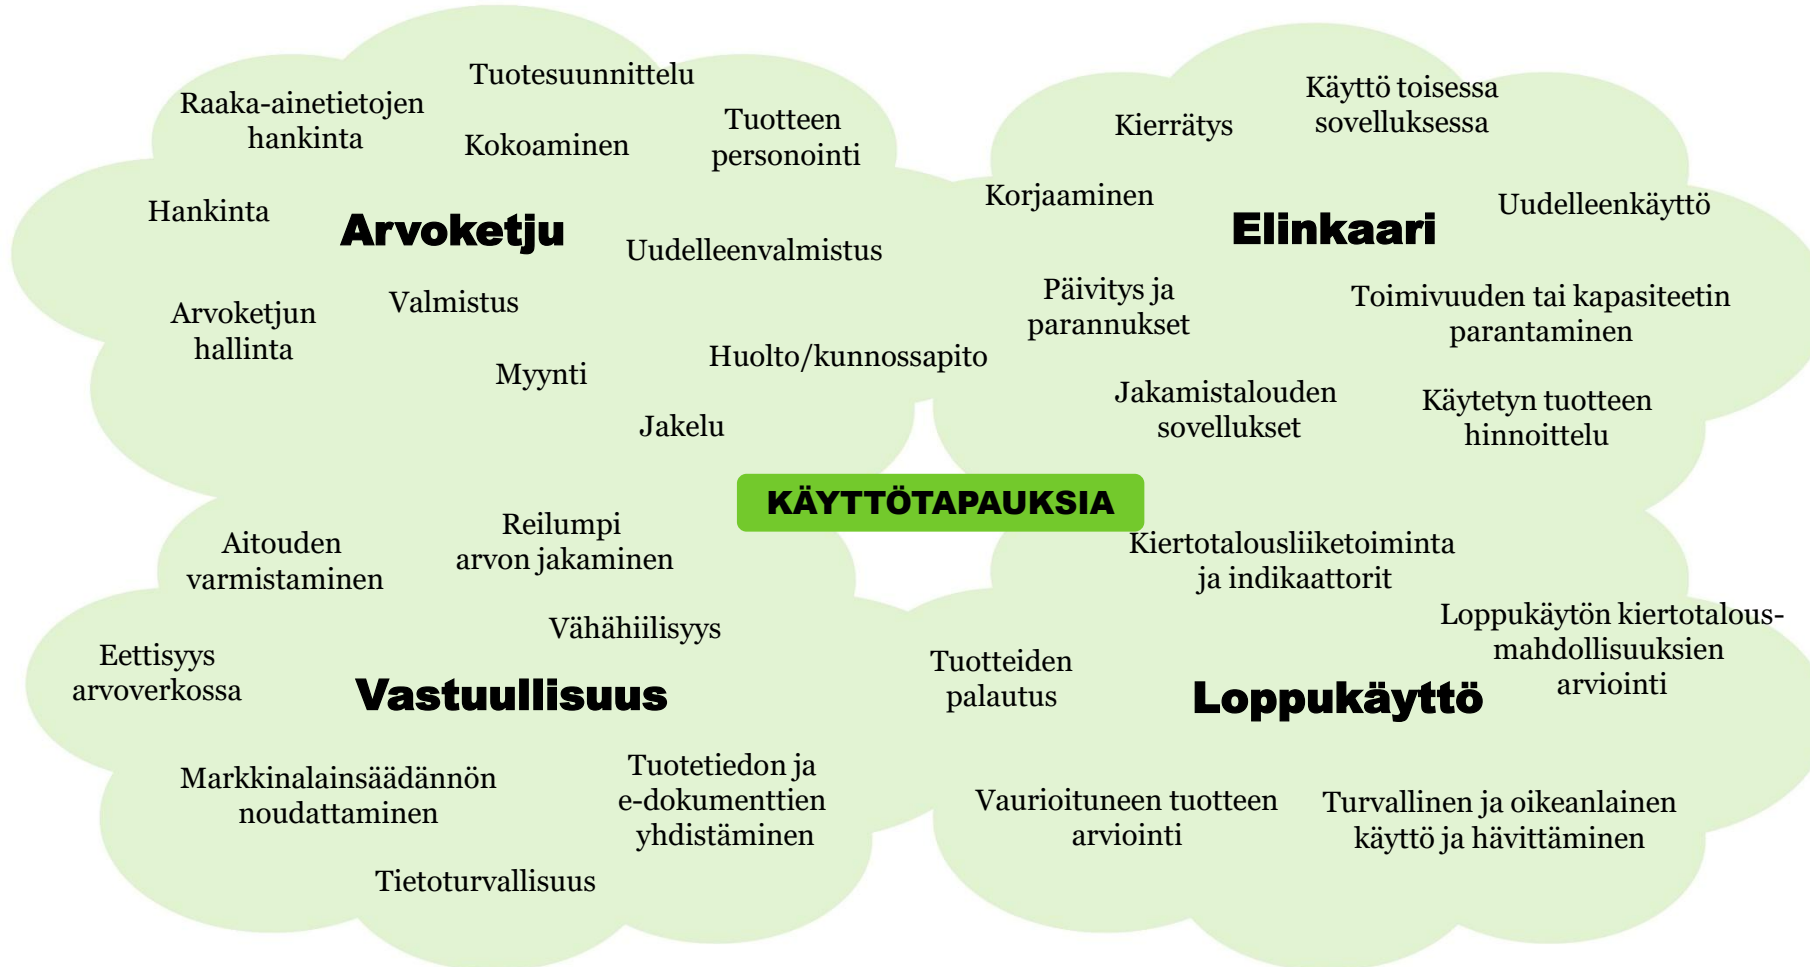 Tuotesuunnittelu
Raaka-ainetietojen
hankinta
Kokoaminen
Tuotteen
personointi
Hankinta
Arvoketju
Uudelleenvalmistus
Arvoketjun
hallinta
Valmistus
Myynti
Huolto/kunnossapito
Jakelu
Käyttö toisessa
sovelluksessa
Kierrätys
Korjaaminen
Elinkaari
Uudelleenkäyttö
Päivitys ja
parannukset
Toimivuuden tai kapasiteetin
parantaminen
Jakamistalouden
sovellukset
Käytetyn tuotteen
hinnoittelu
KÄYTTÖTAPAUKSIA
Aitouden
varmistaminen
Reilumpi
arvon jakaminen
Vähähiilisyys
Eettisyys
arvoverkossa
Vastuullisuus
Markkinalainsäädännön
noudattaminen
Tuotetiedon ja
e-dokumenttien
yhdistäminen
Tietoturvallisuus
Kiertotalousliiketoiminta
ja indikaattorit
Loppukäytön kiertotalous-
mahdollisuuksien
arviointi
Tuotteiden
palautus
Loppukäyttö
Vaurioituneen tuotteen
arviointi
Turvallinen ja oikeanlainen
käyttö ja hävittäminen